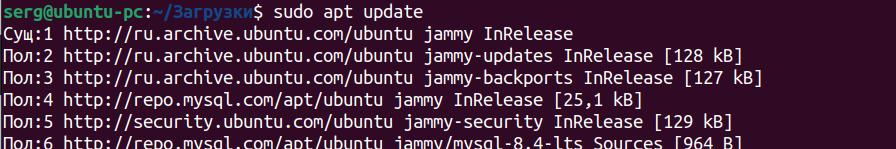 serg@ubuntu-pc:~/Загрузки$ sudo apt update
Сущ:1 http://ru.archive.ubuntu.com/ubuntu jammy InRelease
Пол:2 http://ru.archive.ubuntu.com/ubuntu jammy-updates InRelease [128 kB]
Пол:3 http://ru.archive.ubuntu.com/ubuntu jammy-backports InRelease [127 kB]
Пол:4 http://repo.mysql.com/apt/ubuntu jammy InRelease [25,1 kB]
Пол:5 http://security.ubuntu.com/ubuntu jammy-security InRelease [129 kB]
Пол:6 http://repo.mysql.com/apt/ubuntu jammy/mysql-8.4-lts Sources [964 B]